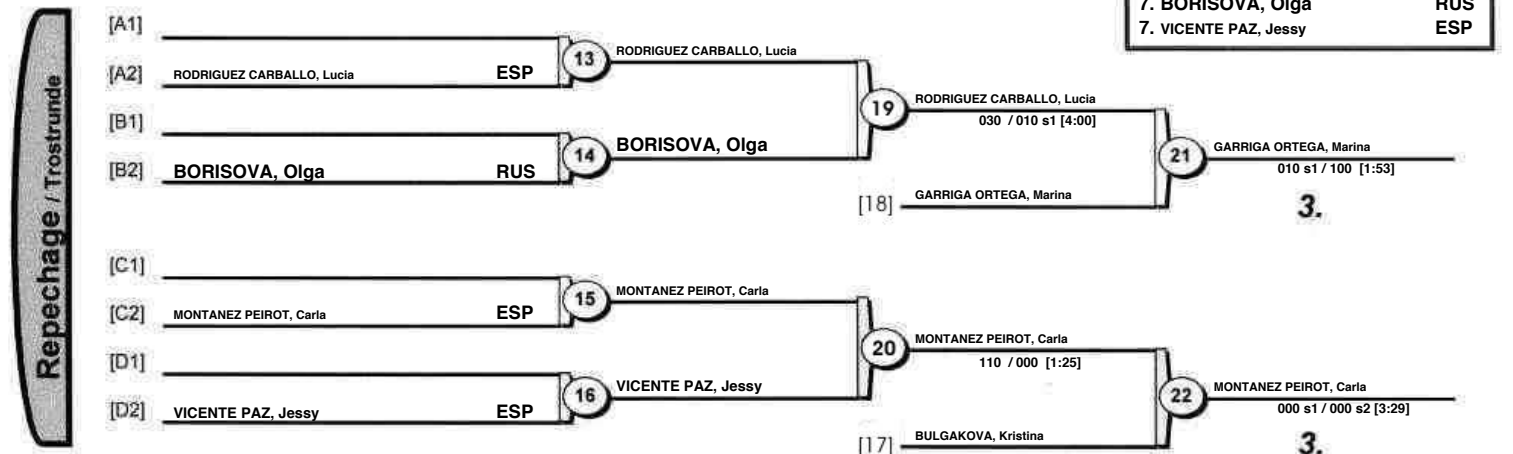 7. BORISOVA, Olga RUS
7. VICENTE PAZ, Jessy ESP
Repechage / Trostrunde
[A1]
[A2] RODRIGUEZ CARBALLO, Lucia ESP
13 RODRIGUEZ CARBALLO, Lucia
[B1]
[B2] BORISOVA, Olga RUS
14 BORISOVA, Olga
19 RODRIGUEZ CARBALLO, Lucia
030 / 010 s1 [4:00]
[18] GARRIGA ORTEGA, Marina
21 GARRIGA ORTEGA, Marina
010 s1 / 100 [1:53]
3.
[C1]
[C2] MONTANEZ PEIROT, Carla ESP
15 MONTANEZ PEIROT, Carla
[D1]
[D2] VICENTE PAZ, Jessy ESP
16 VICENTE PAZ, Jessy
20 MONTANEZ PEIROT, Carla
110 / 000 [1:25]
[17] BULGAKOVA, Kristina
22 MONTANEZ PEIROT, Carla
000 s1 / 000 s2 [3:29]
3.